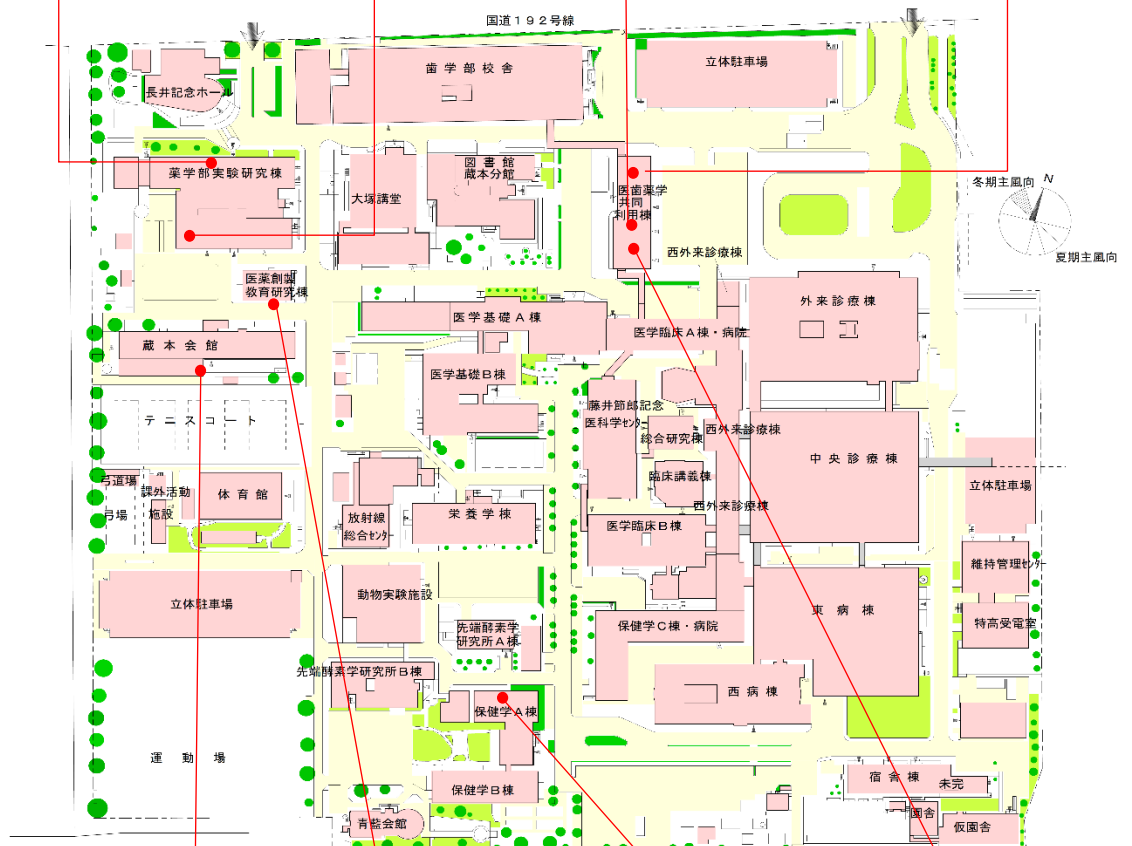 国道１９２号線
歯学部校舎
立体駐車場
長井記念ホール
薬学部実験研究棟
大塚講堂
図書館
蔵本分館
医歯薬学
共同
利用棟
冬期主風向
N
夏期主風向
西外来診療棟
医薬創製
教育研究棟
医学基礎Ａ棟
医学臨床Ａ棟・病院
外来診療棟
蔵本会館
医学基礎Ｂ棟
藤井節郎記念
医科学センター
総合研究棟
西外来診療棟
テニスコート
中央診療棟
弓道場
課外活動
施設
弓場
体育館
臨床講義棟
西外来診療棟
立体駐車場
放射線
総合センター
栄養学棟
医学臨床Ｂ棟
維持管理センター
立体駐車場
動物実験施設
先端酵素学
研究所Ａ棟
保健学Ｃ棟・病院
東病棟
特高受電室
先端酵素学研究所Ｂ棟
保健学Ａ棟
西病棟
運動場
保健学Ｂ棟
宿舎棟
未完
青藍会館
園舎
仮園舎